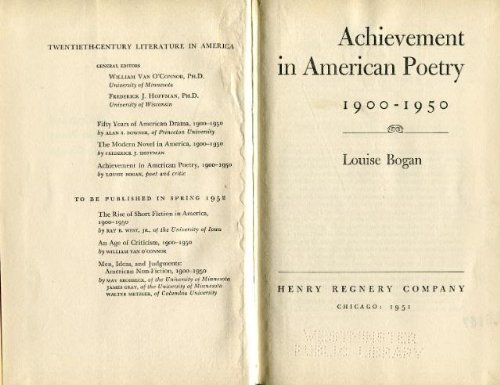 TWENTIETH-CENTURY LITERATURE IN AMERICA
GENERAL EDITORS
WILLIAM VAN O'CONNOR, PH.D.
University of Minnesota
FREDERICK J. HOFFMAN, PH.D.
University of Wisconsin
Fifty Years of American Drama, 1900-1950
by ALAN S. DOWNER, of Princeton University
The Modern Novel in America, 1900-1950
by FREDERICK J. HOFFMAN
Achievement in American Poetry, 1900-1950
by LOUISE BOGAN, poet and critic
TO BE PUBLISHED IN SPRING 1952
The Rise of Short Fiction in America,
1900-1950
by RAY B. WEST, JR., of the University of Iowa
An Age of Criticism, 1900-1950
by WILLIAM VAN O'CONNOR
Men, Ideas, and Judgments:
American Non-Fiction, 1900-1950
by MAY BRODBECK, of the University of Minnesota
JAMES GRAY, of the University of Minnesota
WALTER METZGER, of Columbia University
Achievement
in American Poetry
1900-1950
Louise Bogan
HENRY REGNERY COMPANY
CHICAGO: 1951
WESTMINSTER
PUBLIC LIBRARY